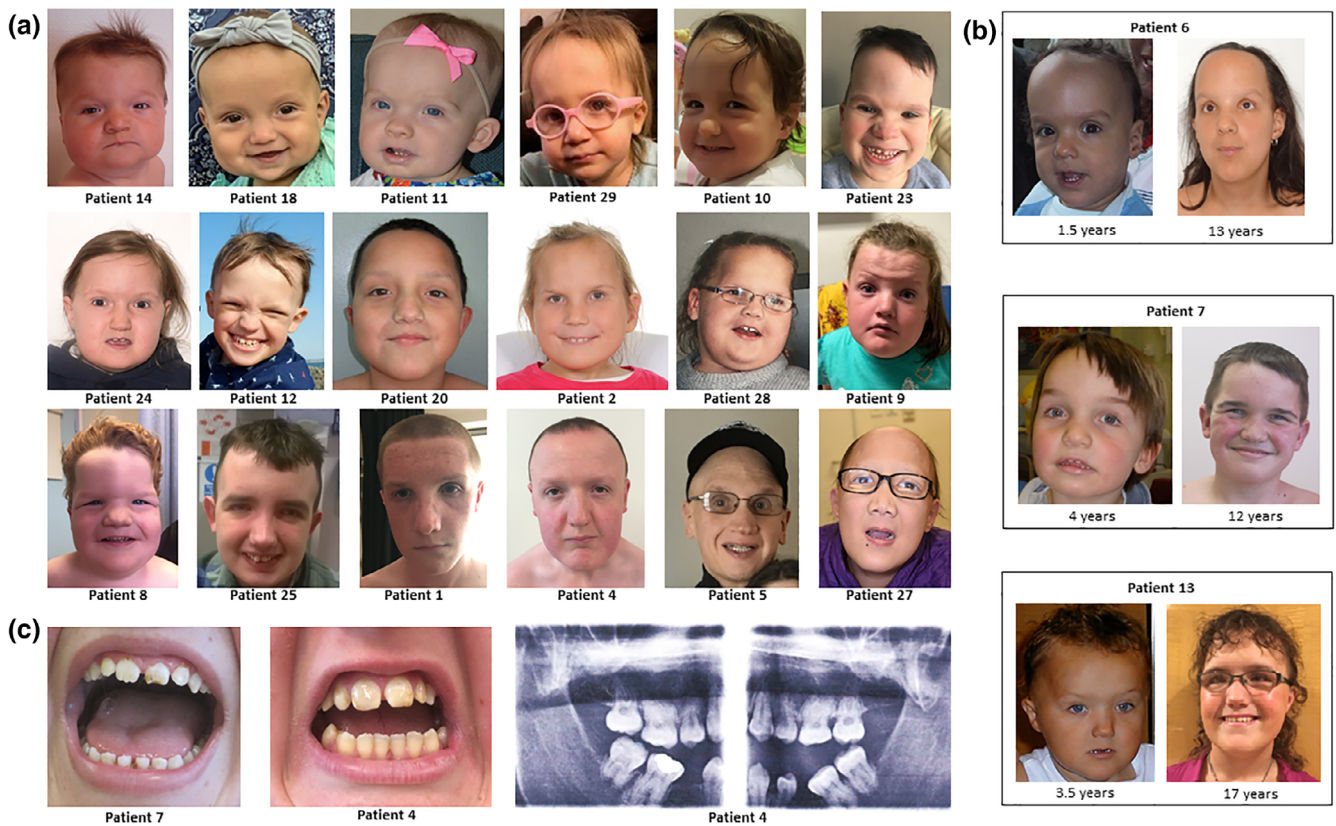 (a)
Patient 14
Patient 18
Patient 11
Patient 29
Patient 10
Patient 23
Patient 24
Patient 12
Patient 20
Patient 2
Patient 28
Patient 9
Patient 8
Patient 25
Patient 1
Patient 4
Patient 5
Patient 27
(b)
Patient 6
1.5 years
13 years
Patient 7
4 years
12 years
Patient 13
3.5 years
17 years
(c)
Patient 7
Patient 4
Patient 4